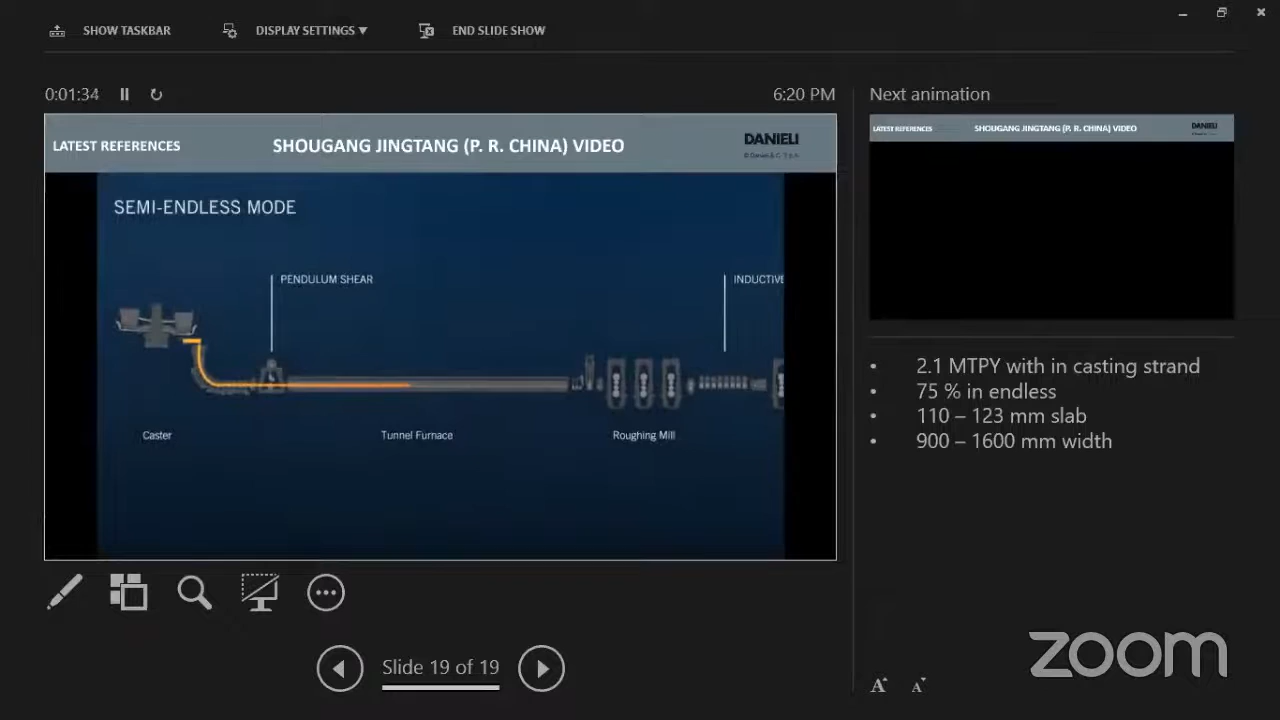 SHOW TASKBAR
DISPLAY SETTINGS ▼
END SLIDE SHOW
0:01:34
6:20 PM
LATEST REFERENCES
SHOUGANG JINGTANG (P. R. CHINA) VIDEO
DANIELI
SEMI-ENDLESS MODE
PENDULUM SHEAR
INDUCTIVE
Caster
Tunnel Furnace
Roughing Mill
Slide 19 of 19
Next animation
LATEST REFERENCES
SHOUGANG JINGTANG (P. R. CHINA) VIDEO
DANIELI
• 2.1 MTPY with in casting strand
• 75 % in endless
• 110 – 123 mm slab
• 900 – 1600 mm width
A A
zoom